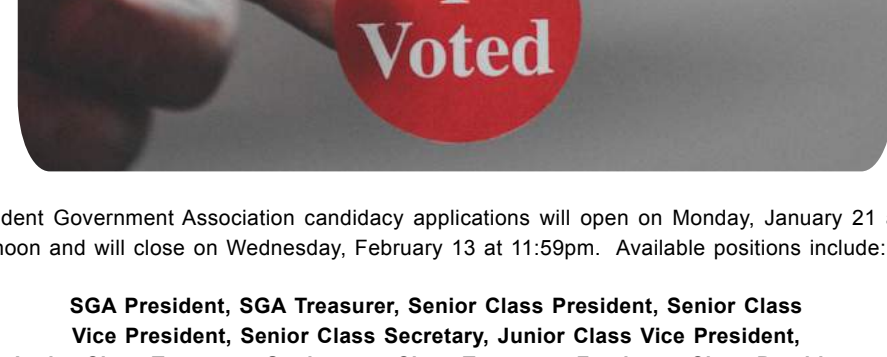 Voted
dent Government Association candidacy applications will open on Monday, January 21
noon and will close on Wednesday, February 13 at 11:59pm. Available positions include:
SGA President, SGA Treasurer, Senior Class President, Senior Class
Vice President, Senior Class Secretary, Junior Class Vice President,